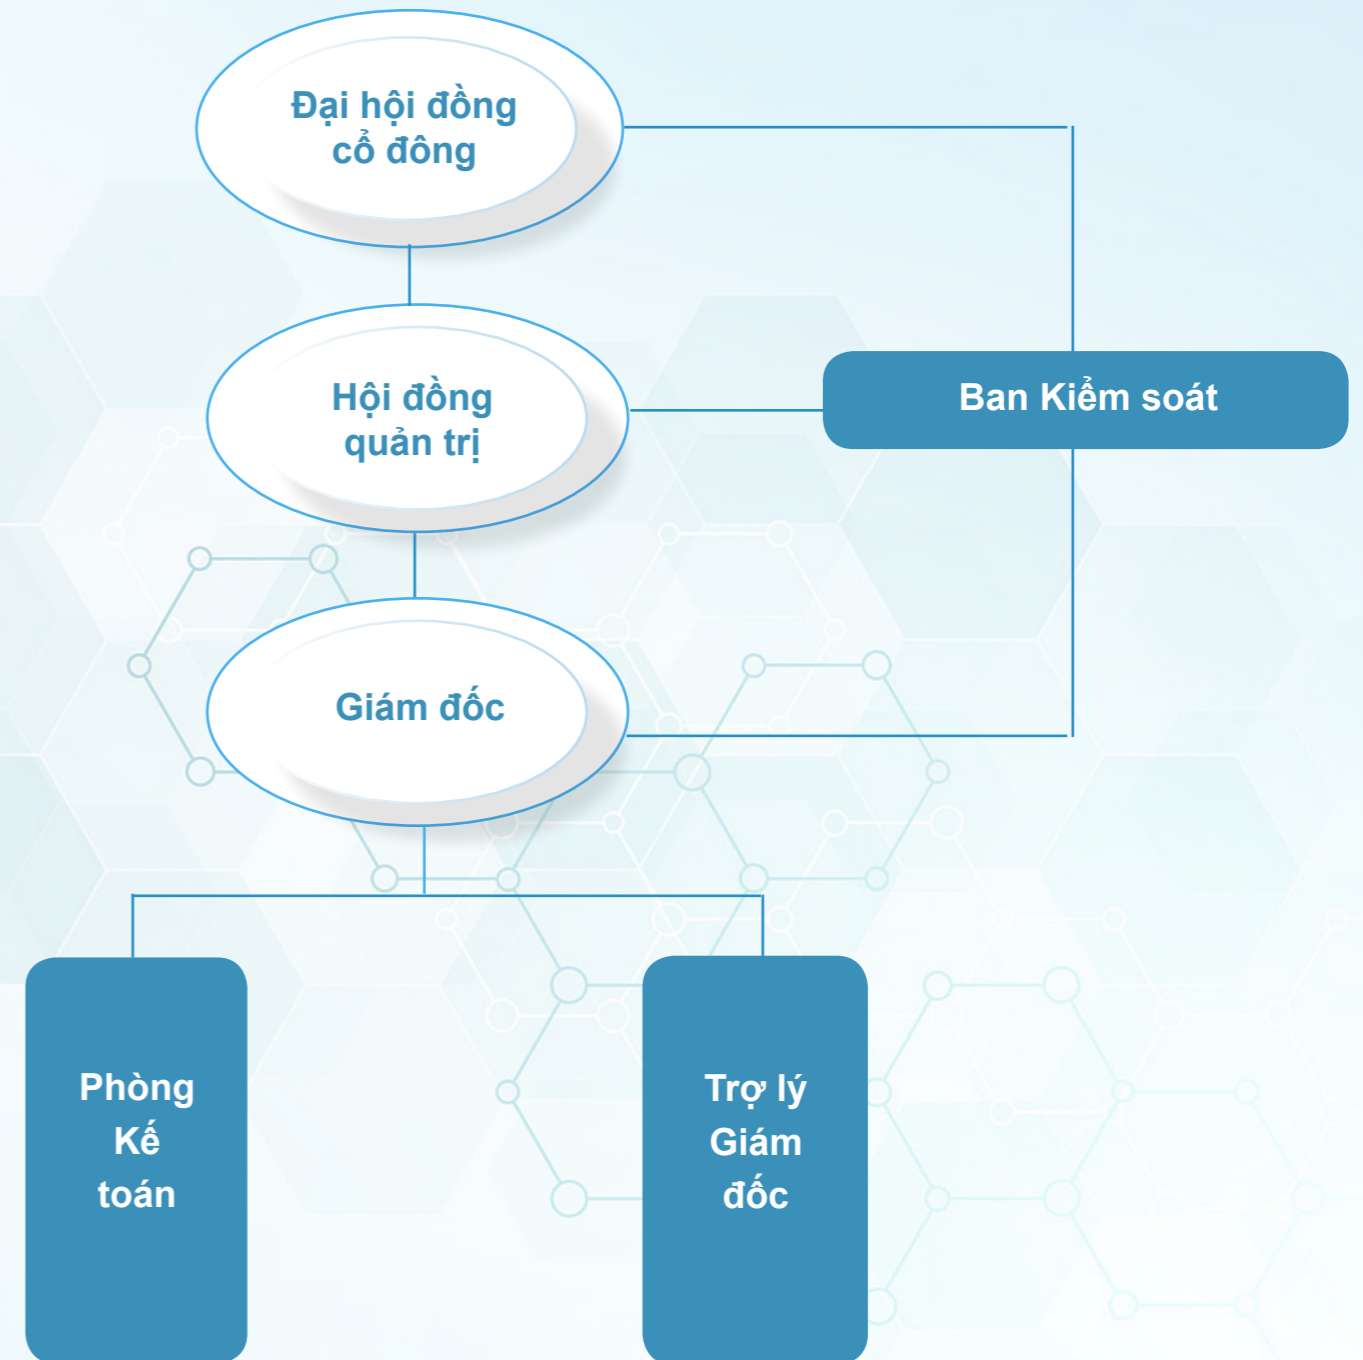 Đại hội đồng
cổ đông
Hội đồng
quản trị
Ban Kiểm soát
Giám đốc
Phòng
Kế
toán
Trợ lý
Giám
đốc